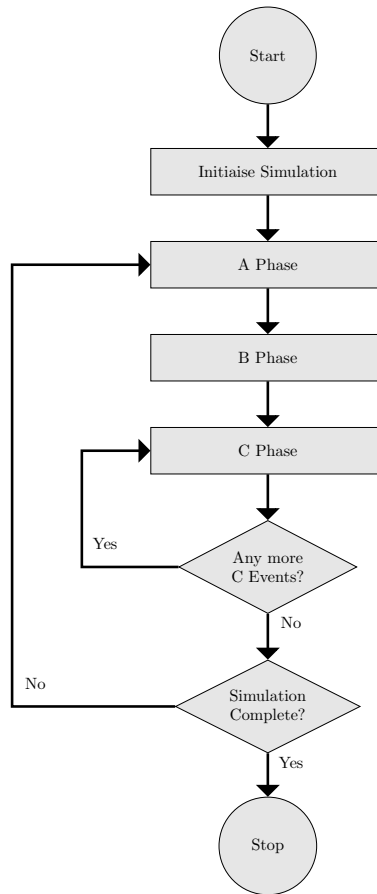 Start
Initiaise Simulation
A Phase
B Phase
C Phase
Yes
Any more
C Events?
No
No
Simulation
Complete?
Yes
Stop